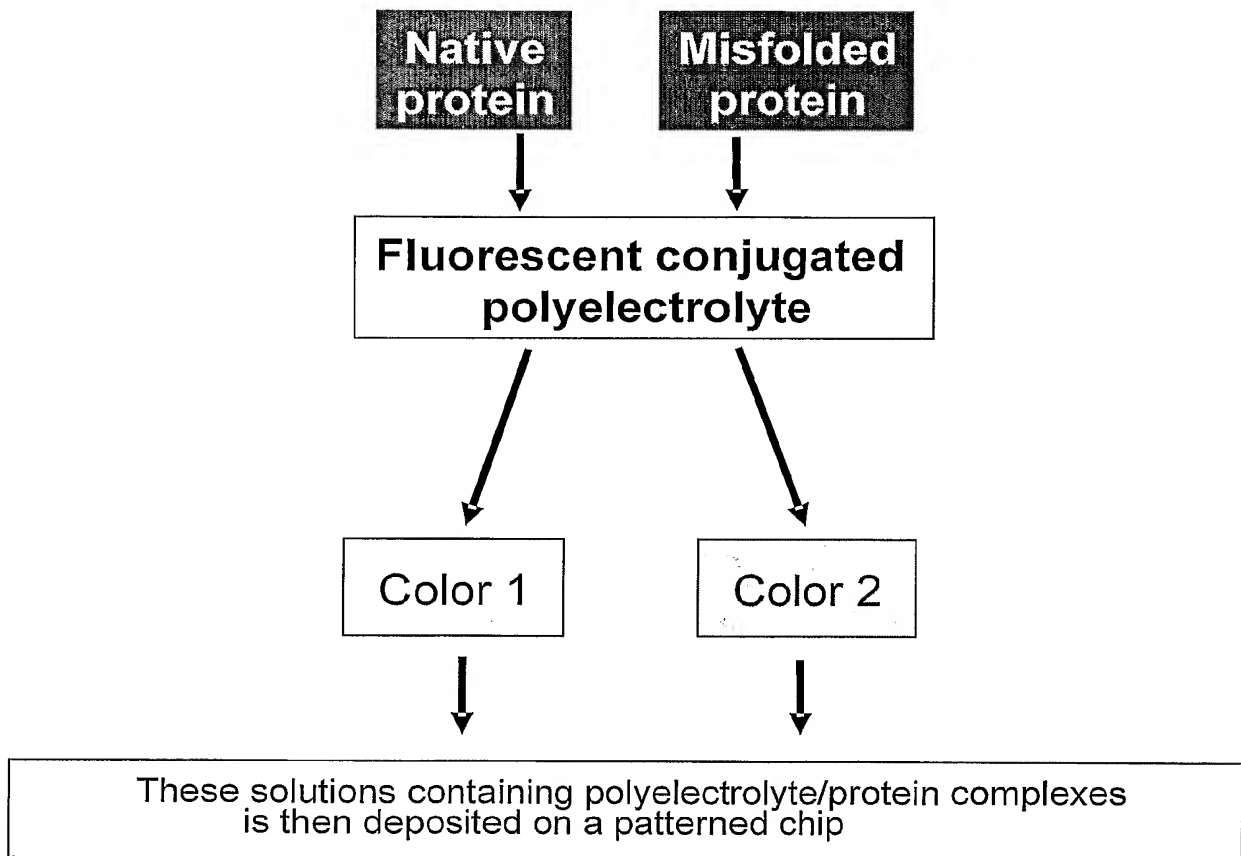 Native
protein
Misfolded
protein
Fluorescent conjugated
polyelectrolyte
Color 1
Color 2
These solutions containing polyelectrolyte/protein complexes
is then deposited on a patterned chip